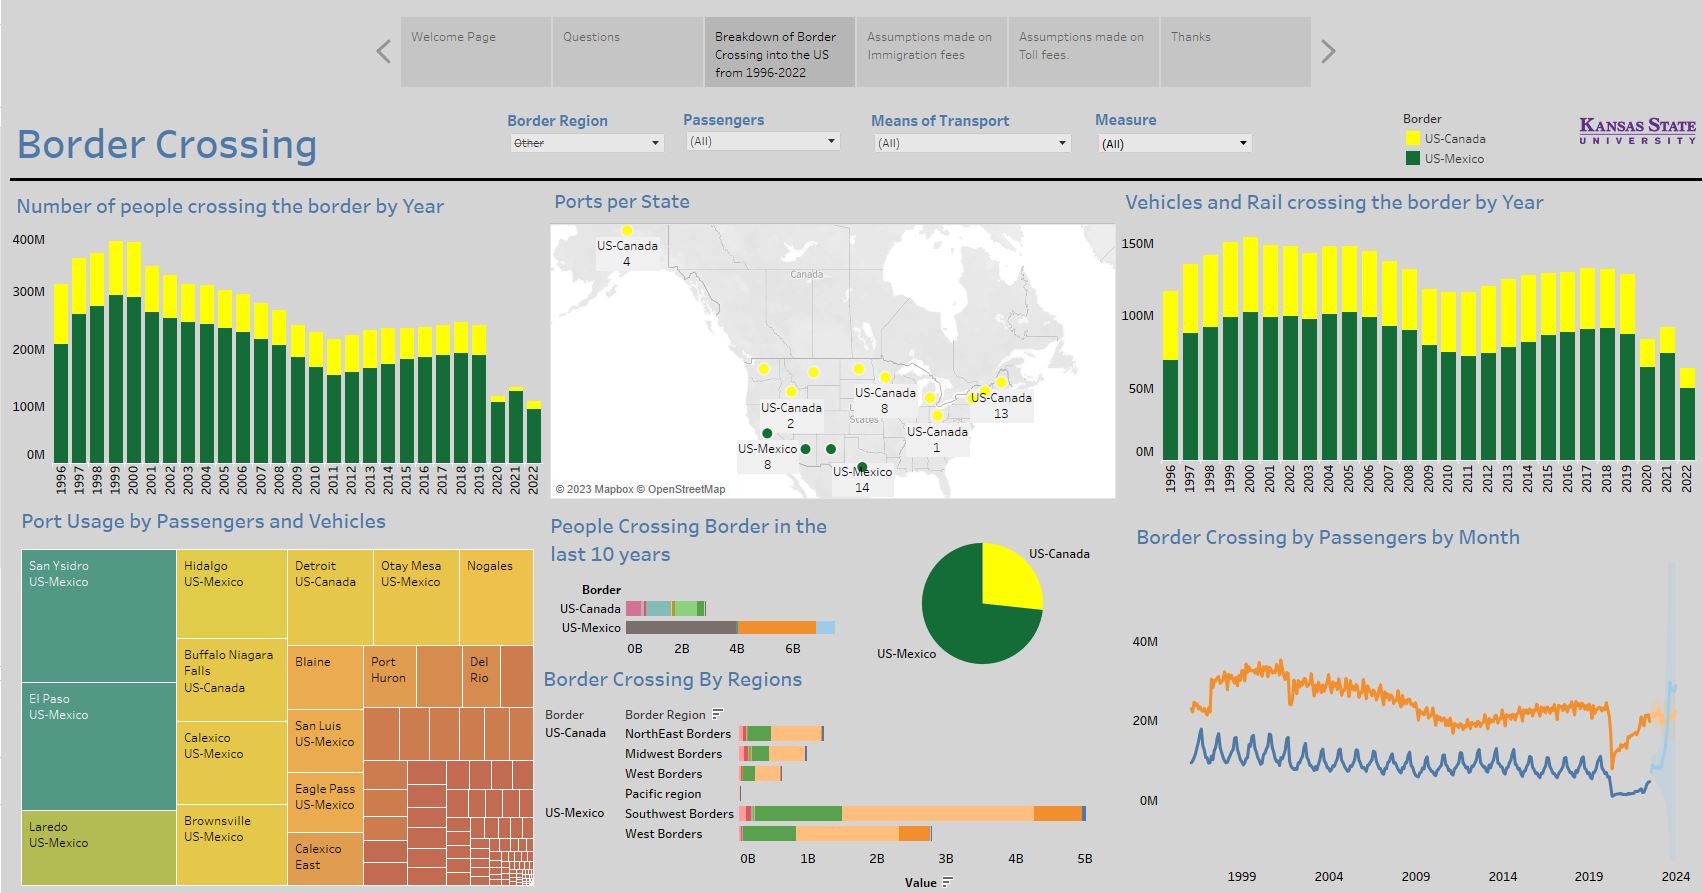 Welcome Page
Questions
Breakdown of Border
Crossing into the US
from 1996-2022
Assumptions made on
Immigration fees
Assumptions made on
Toll fees.
Thanks
Border Crossing
Border Region
Other
Passengers
(All)
Means of Transport
(All)
Measure
(All)
Border
US-Canada
US-Mexico
KANSAS STATE
UNIVERSITY
Number of people crossing the border by Year
400M
300M
200M
100M
0M
1996
1997
1998
1999
2000
2001
2002
2003
2004
2005
2006
2007
2008
2009
2010
2011
2012
2013
2014
2015
2016
2017
2018
2019
2020
2021
2022
Ports per State
US-Canada
4
Canada
US-Canada
2
US-Canada
8
States
US-Canada
13
US-Canada
1
US-Mexico
8
US-Mexico
14
© 2023 Mapbox © OpenStreetMap
Vehicles and Rail crossing the border by Year
150M
100M
50M
0M
1996
1997
1998
1999
2000
2001
2002
2003
2004
2005
2006
2007
2008
2009
2010
2011
2012
2013
2014
2015
2016
2017
2018
2019
2020
2021
2022
Port Usage by Passengers and Vehicles
San Ysidro
US-Mexico
El Paso
US-Mexico
Laredo
US-Mexico
Hidalgo
US-Mexico
Buffalo Niagara
Falls
US-Canada
Calexico
US-Mexico
Brownsville
US-Mexico
Detroit
US-Canada
Otay Mesa
US-Mexico
Nogales
Blaine
Port
Huron
Del
Rio
San Luis
US-Mexico
Eagle Pass
US-Mexico
Calexico
East
People Crossing Border in the
last 10 years
Border
US-Canada
US-Mexico
0B
2B
4B
6B
US-Canada
US-Mexico
Border Crossing By Regions
Border
Border Region
US-Canada
NorthEast Borders
Midwest Borders
West Borders
Pacific region
US-Mexico
Southwest Borders
West Borders
0B
1B
2B
3B
4B
5B
Value
Border Crossing by Passengers by Month
40M
20M
0M
1999
2004
2009
2014
2019
2024